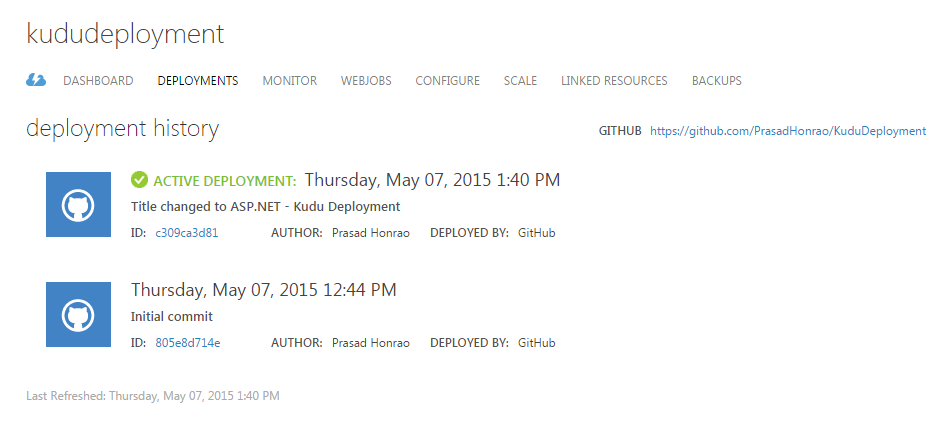 kududeployment
DASHBOARD DEPLOYMENTS MONITOR WEBJOBS CONFIGURE SCALE LINKED RESOURCES BACKUPS
deployment history
GITHUB https://github.com/PrasadHonrao/KuduDeployment
ACTIVE DEPLOYMENT: Thursday, May 07, 2015 1:40 PM
Title changed to ASP.NET - Kudu Deployment
ID: c309ca3d81 AUTHOR: Prasad Honrao DEPLOYED BY: GitHub
Thursday, May 07, 2015 12:44 PM
Initial commit
ID: 805e8d714e AUTHOR: Prasad Honrao DEPLOYED BY: GitHub
Last Refreshed: Thursday, May 07, 2015 1:40 PM